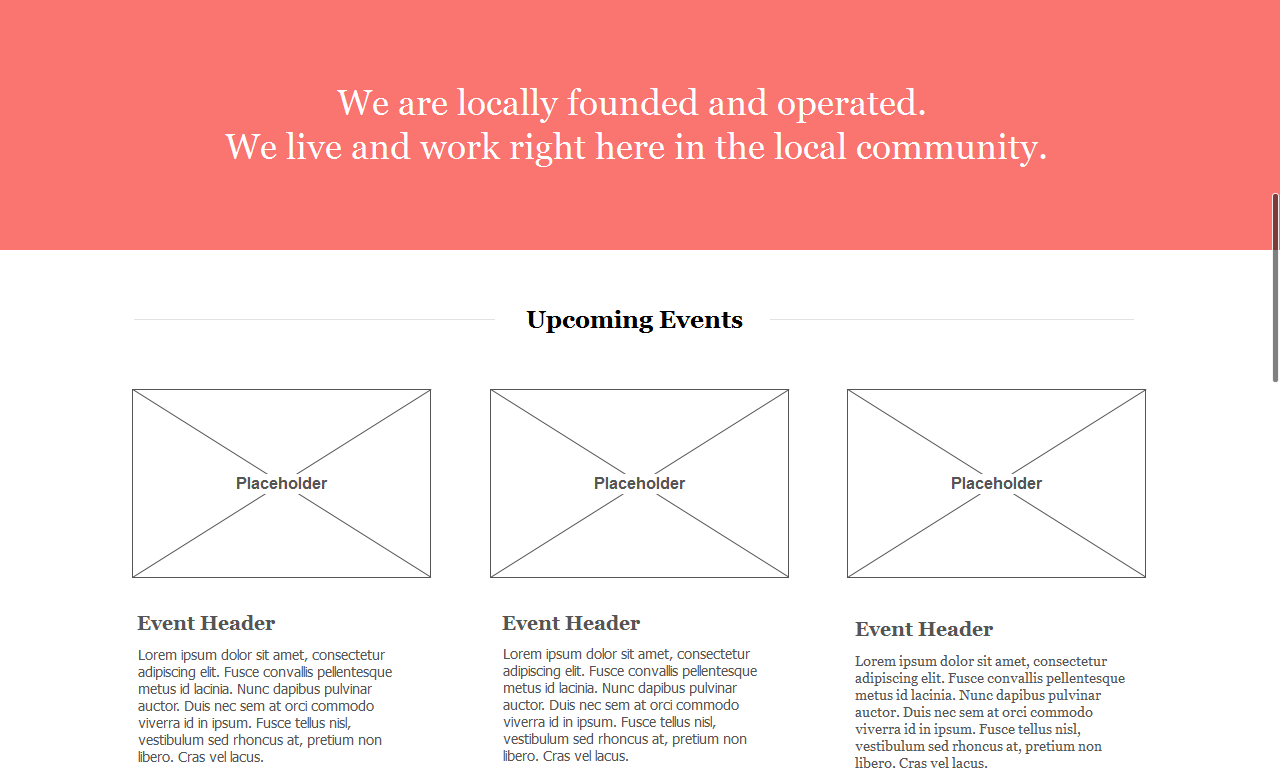 We are locally founded and operated.
We live and work right here in the local community.
Upcoming Events
Placeholder
Placeholder
Placeholder
Event Header
Lorem ipsum dolor sit amet, consectetur
adipiscing elit. Fusce convallis pellentesque
metus id lacinia. Nunc dapibus pulvinar
auctor. Duis nec sem at orci commodo
viverra id in ipsum. Fusce tellus nisl,
vestibulum sed rhoncus at, pretium non
libero. Cras vel lacus.
Event Header
Lorem ipsum dolor sit amet, consectetur
adipiscing elit. Fusce convallis pellentesque
metus id lacinia. Nunc dapibus pulvinar
auctor. Duis nec sem at orci commodo
viverra id in ipsum. Fusce tellus nisl,
vestibulum sed rhoncus at, pretium non
libero. Cras vel lacus.
Event Header
Lorem ipsum dolor sit amet, consectetur
adipiscing elit. Fusce convallis pellentesque
metus id lacinia. Nunc dapibus pulvinar
auctor. Duis nec sem at orci commodo
viverra id in ipsum. Fusce tellus nisl,
vestibulum sed rhoncus at, pretium non
libero. Cras vel lacus.